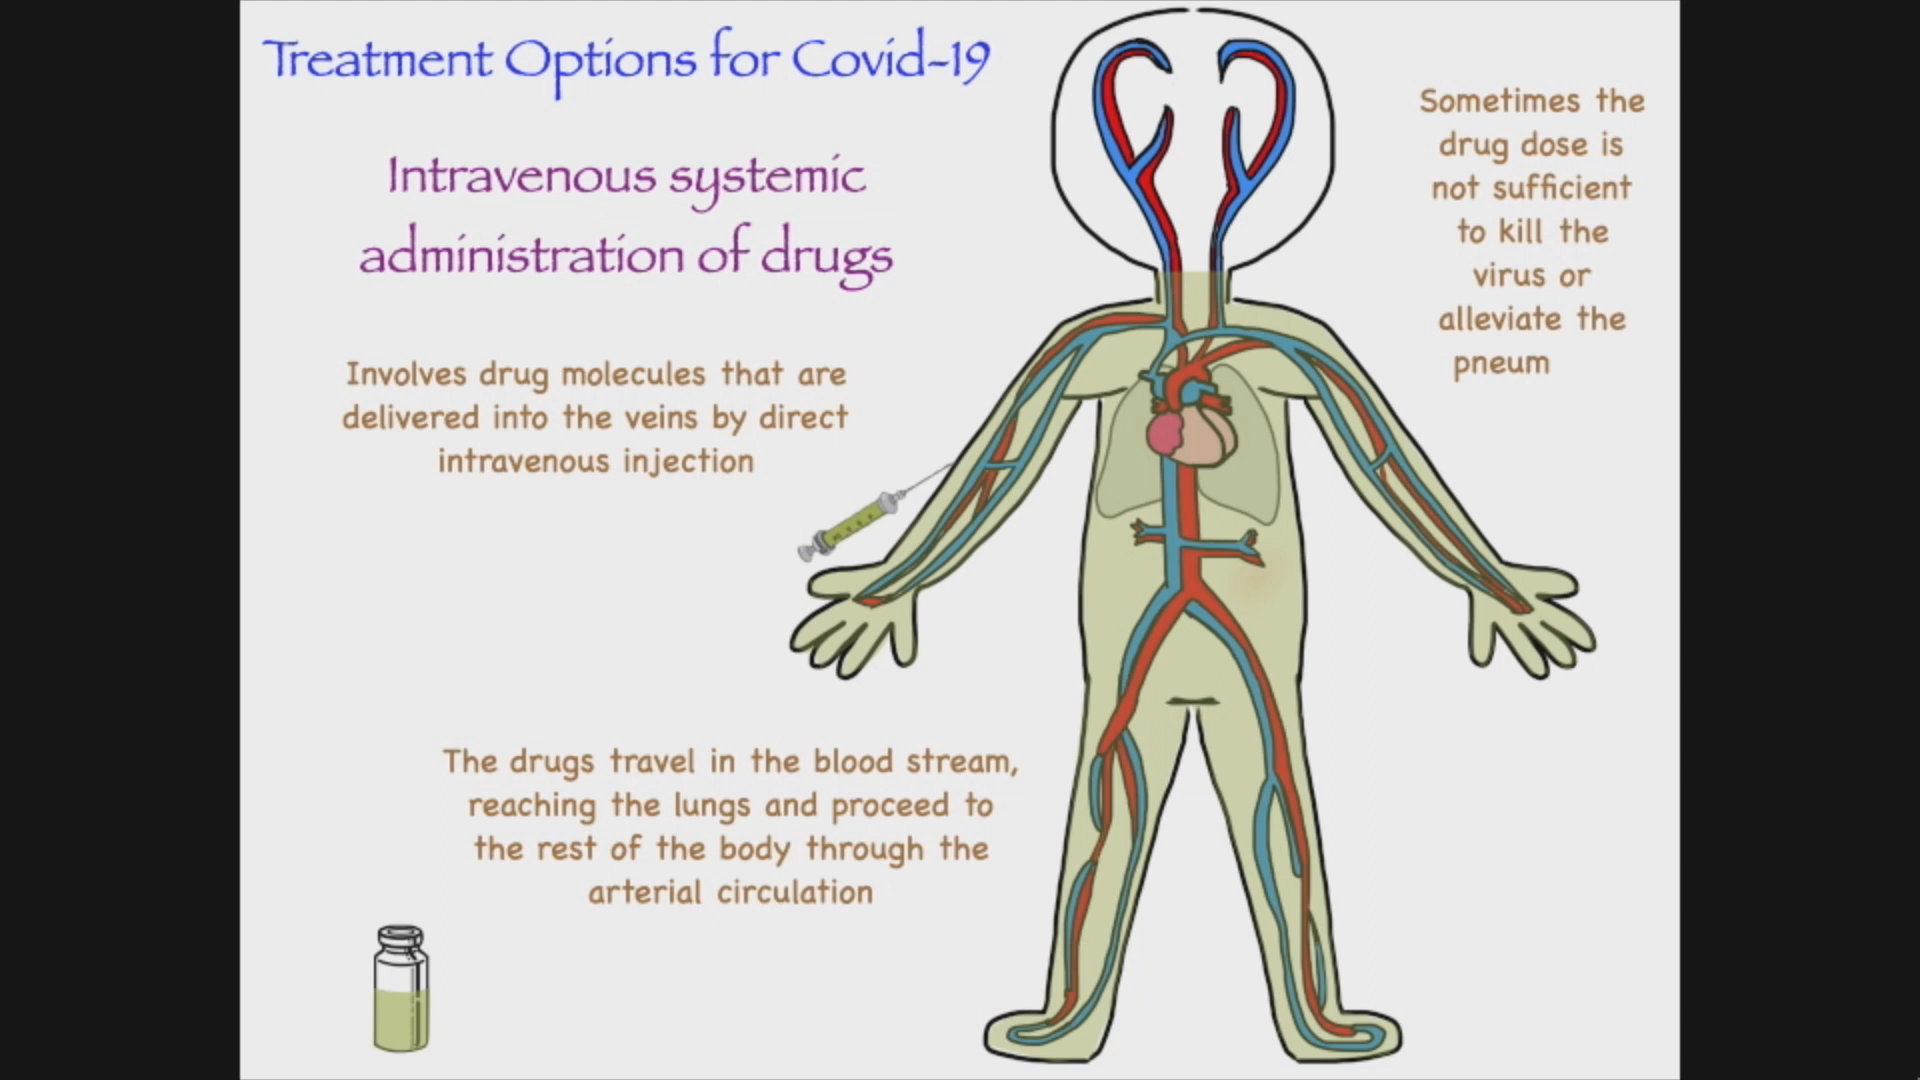 Treatment Options for Covid-19
Intravenous systemic
administration of drugs
Involves drug molecules that are
delivered into the veins by direct
intravenous injection
The drugs travel in the blood stream,
reaching the lungs and proceed to
the rest of the body through the
arterial circulation
Sometimes the
drug dose is
not sufficient
to kill the
virus or
alleviate the
pneum